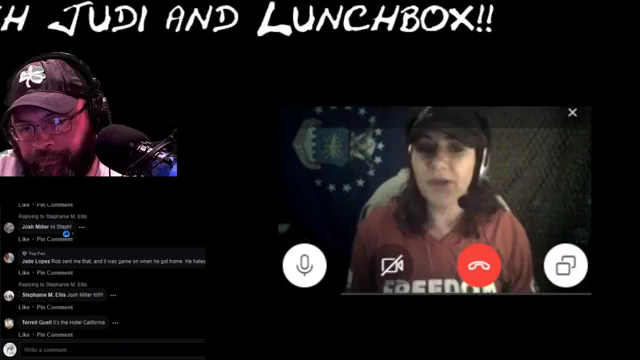 H JUDI AND LUNCHBOX!!
Like · Pin Comment
Replying to Stephanie M. Ellis
Josh Miller Hi Steph!
Like · Pin Comment
Top Fan
Jade Lopez Rob sent me that, and it was game on when he got home. He hates
Like · Pin Comment
Replying to Stephanie M. Ellis
Stephanie M. Ellis Josh Miller hi!!!!
Like · Pin Comment
Terrell Guell It's the Hotel California
Like · Pin Comment
Write a comment...
FREEDOM